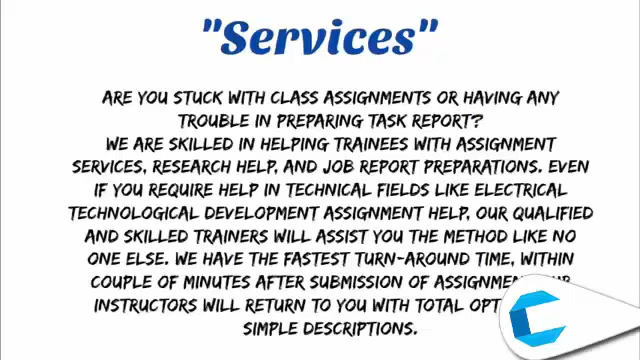 "Services"
ARE YOU STUCK WITH CLASS ASSIGNMENTS OR HAVING ANY
TROUBLE IN PREPARING TASK REPORT?
WE ARE SKILLED IN HELPING TRAINEES WITH ASSIGNMENT
SERVICES, RESEARCH HELP, AND JOB REPORT PREPARATIONS. EVEN
IF YOU REQUIRE HELP IN TECHNICAL FIELDS LIKE ELECTRICAL
TECHNOLOGICAL DEVELOPMENT ASSIGNMENT HELP, OUR QUALIFIED
AND SKILLED TRAINERS WILL ASSIST YOU THE METHOD LIKE NO
ONE ELSE. WE HAVE THE FASTEST TURN-AROUND TIME, WITHIN
COUPLE OF MINUTES AFTER SUBMISSION OF
INSTRUCTORS WILL RETURN TO YOU WITH TOTAL
SIMPLE DESCRIPTIONS.